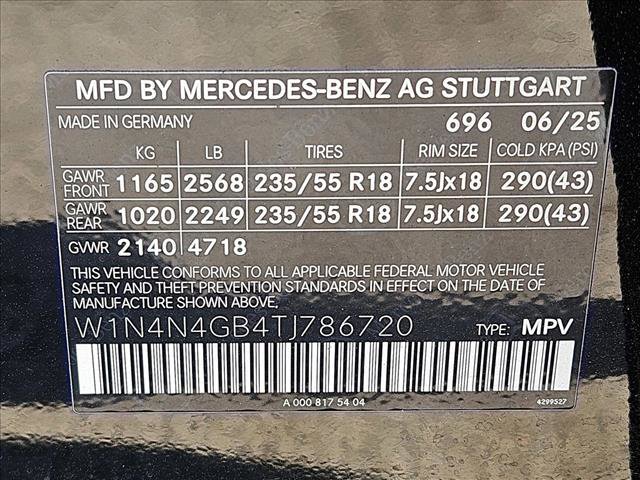 MFD BY MERCEDES-BENZ AG STUTTGART
MADE IN GERMANY 696 06/25
KG LB TIRES RIM SIZE COLD KPA (PSI)
GAWR FRONT 1165 2568 235/55 R18 7.5Jx18 290(43)
GAWR REAR 1020 2249 235/55 R18 7.5Jx18 290(43)
GVWR 2140 4718
THIS VEHICLE CONFORMS TO ALL APPLICABLE FEDERAL MOTOR VEHICLE
SAFETY AND THEFT PREVENTION STANDARDS IN EFFECT ON THE DATE OF
MANUFACTURE SHOWN ABOVE.
W1N4N4GB4TJ786720 TYPE: MPV
A 000 817 54 04 4299527